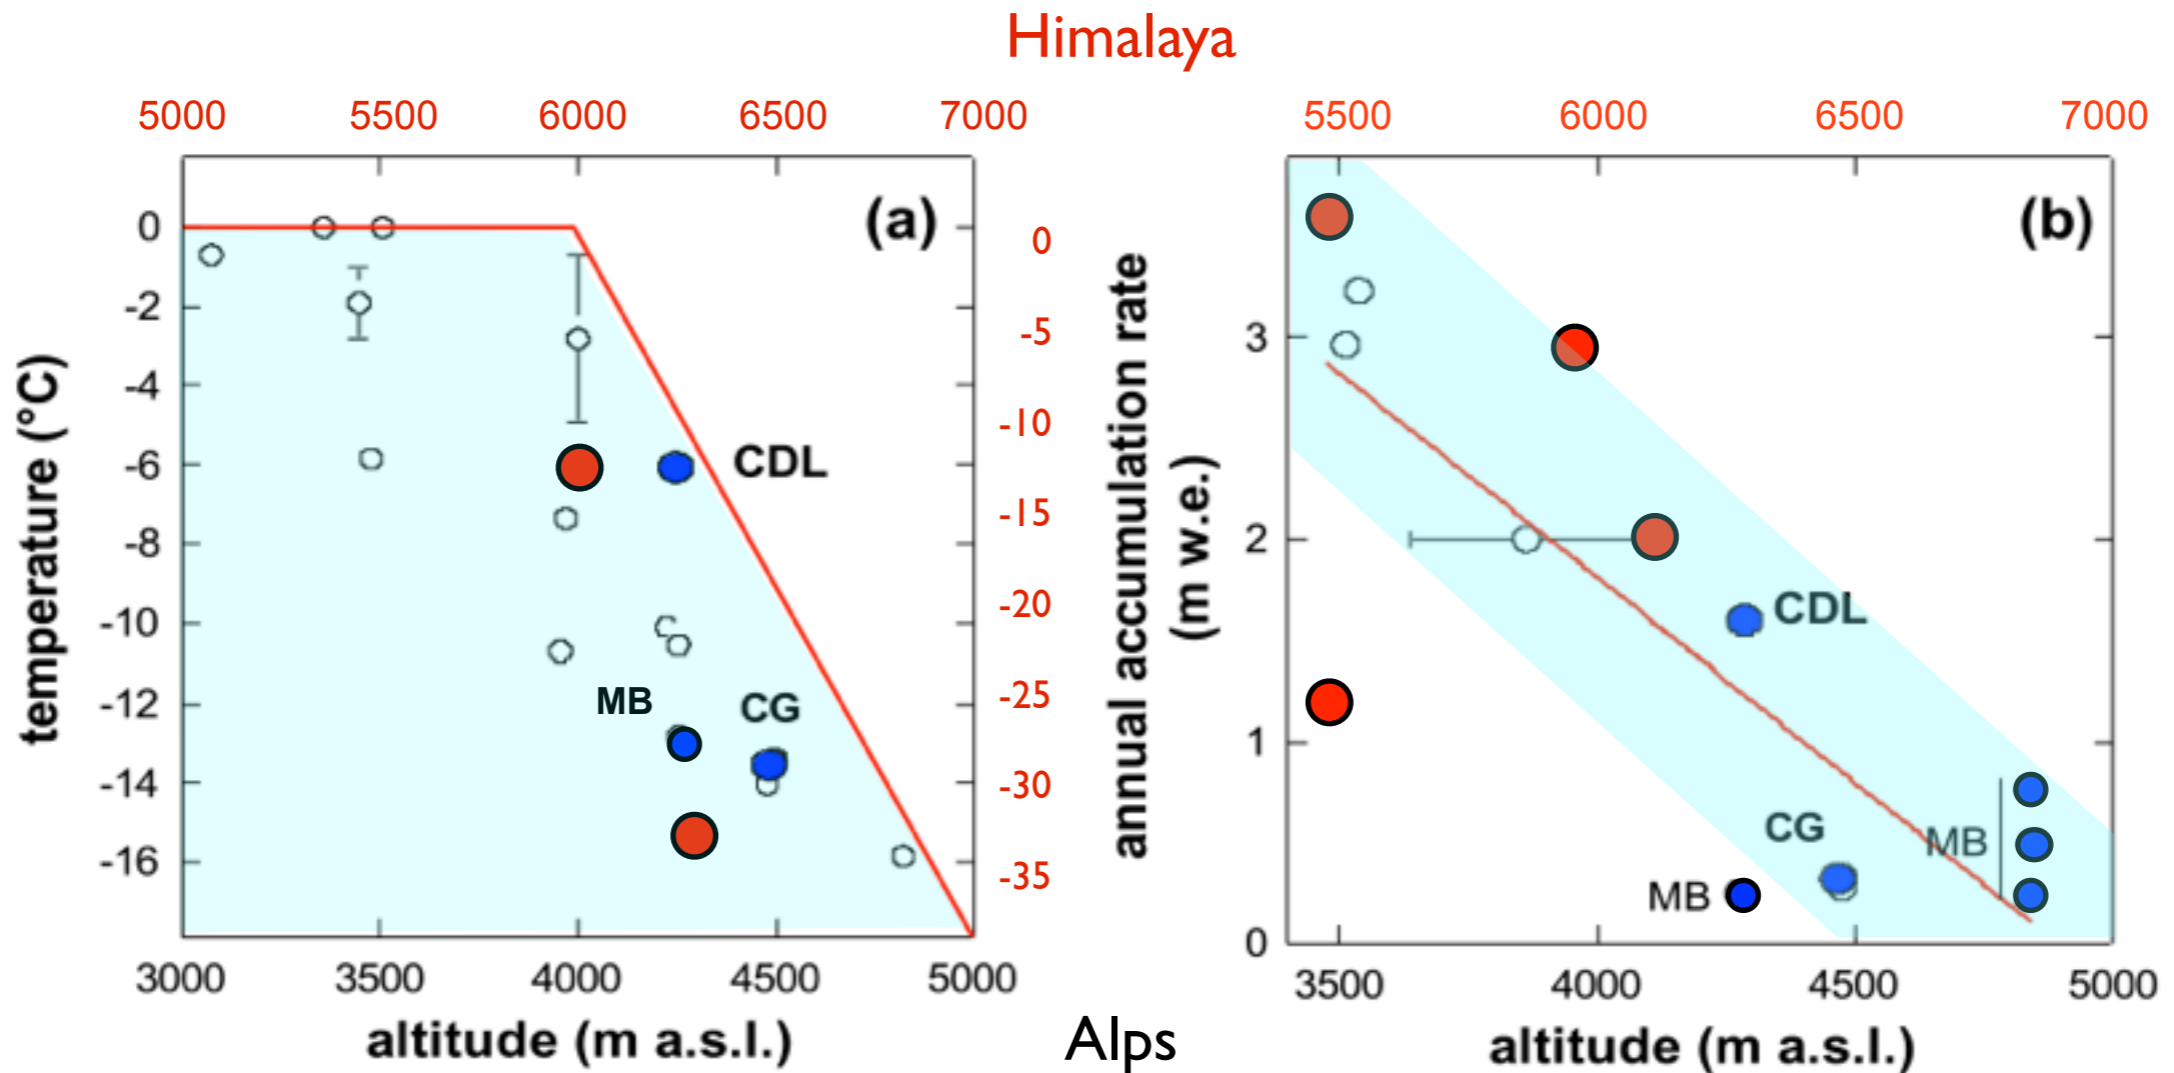 Himalaya
5000 5500 6000 6500 7000
5500 6000 6500 7000
(a)
(b)
0
-2
-4
-6
-8
-10
-12
-14
-16
temperature (°C)
0
-5
-10
-15
-20
-25
-30
-35
CDL
MB
CG
3000 3500 4000 4500 5000
altitude (m a.s.l.)
annual accumulation rate
(m w.e.)
3
2
1
0
CDL
CG
MB
MB
3500 4000 4500 5000
altitude (m a.s.l.)
Alps